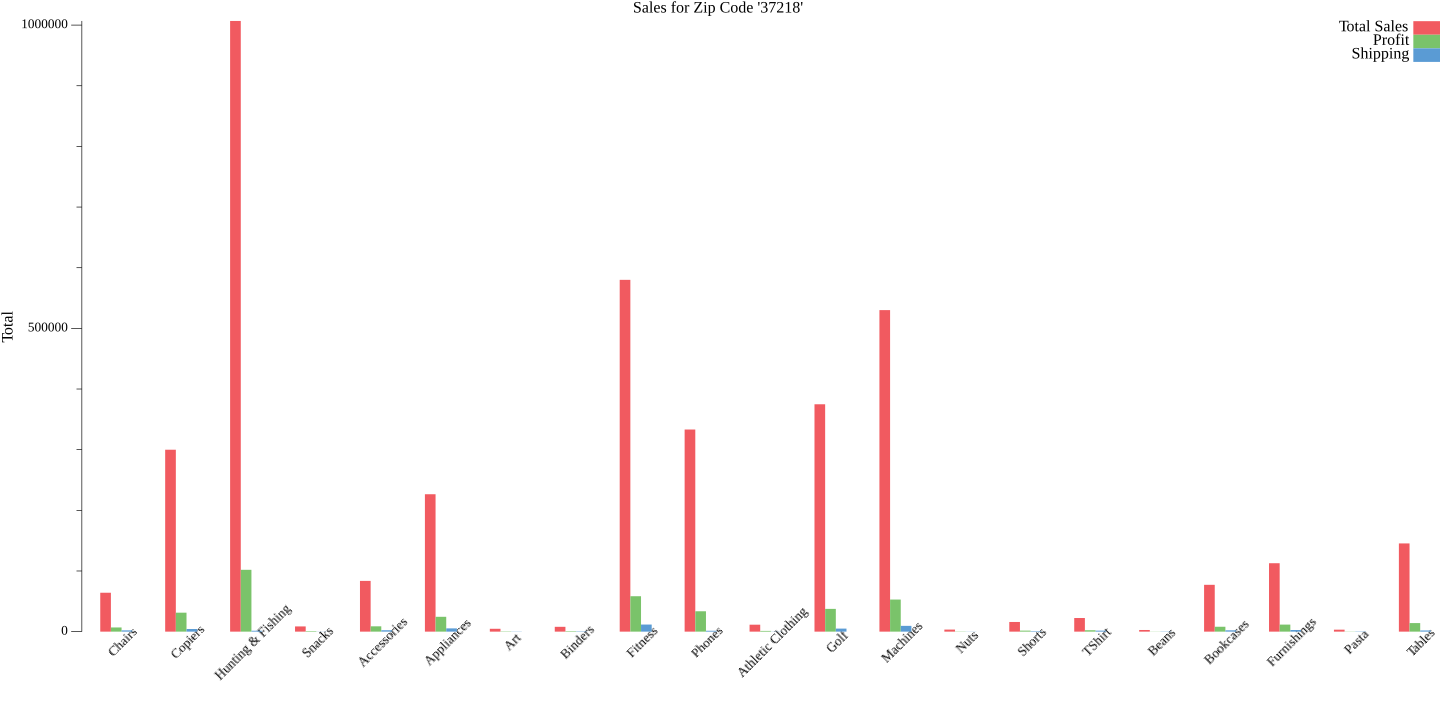 Sales for Zip Code '37218'
Total Sales
Profit
Shipping
Total
1000000
500000
0
Chairs
Copiers
Hunting & Fishing
Snacks
Accessories
Appliances
Art
Binders
Fitness
Phones
Athletic Clothing
Golf
Machines
Nuts
Shorts
TShirt
Beans
Bookcases
Furnishings
Pasta
Tables